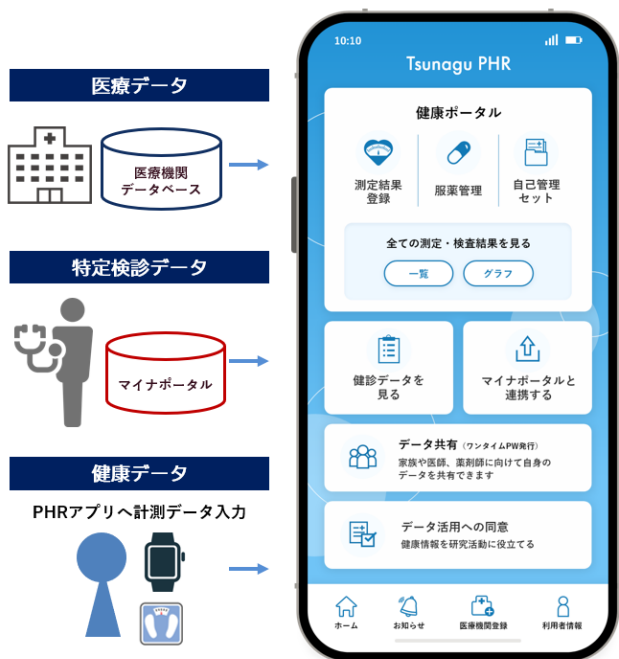 医療データ
医療機関
データベース
特定検診データ
マイナポータル
健康データ
PHRアプリへ計測データ入力
10:10
Tsunagu PHR
健康ポータル
測定結果
登録
服薬管理
自己管理
セット
全ての測定・検査結果を見る
一覧
グラフ
健診データを
見る
マイナポータルと
連携する
データ共有（ワンタイムPW発行）
家族や医師、薬剤師に向けて自身の
データを共有できます
データ活用への同意
健康情報を研究活動に役立てる
ホーム
お知らせ
医療機関登録
利用者情報